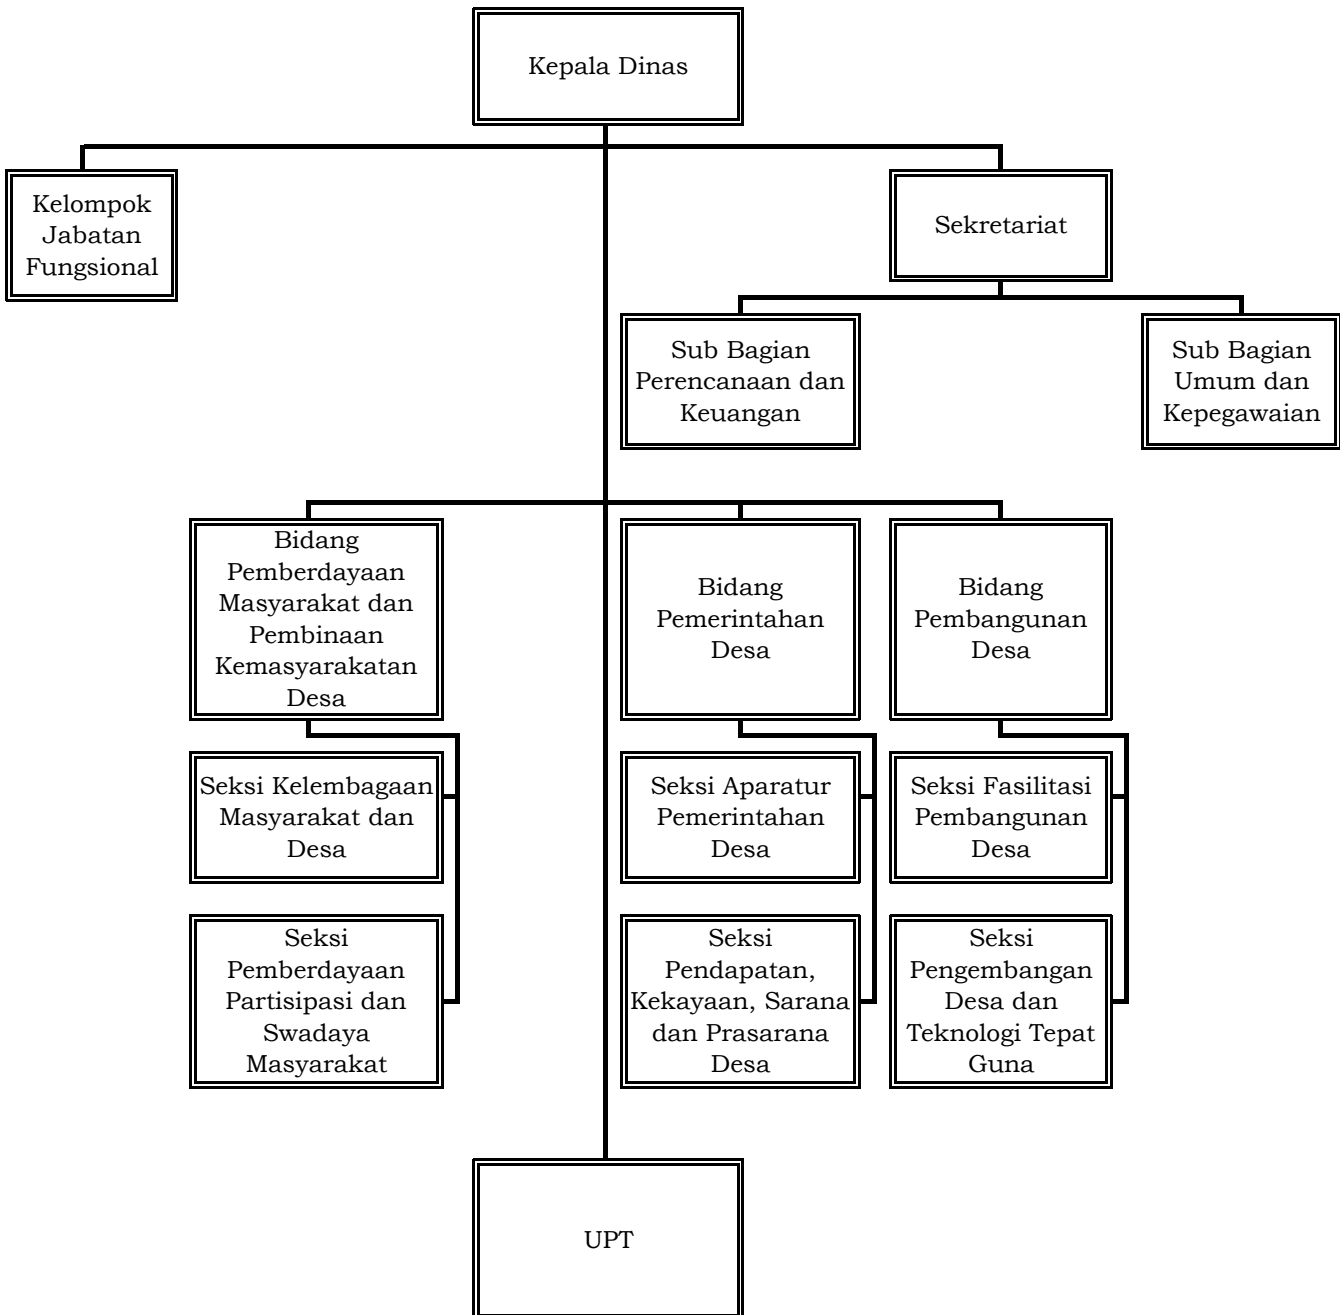 Kepala Dinas
Kelompok
Jabatan
Fungsional
Sekretariat
Sub Bagian
Perencanaan dan
Keuangan
Sub Bagian
Umum dan
Kepegawaian
Bidang
Pemberdayaan
Masyarakat dan
Pembinaan
Kemasyarakatan
Desa
Bidang
Pemerintahan
Desa
Bidang
Pembangunan
Desa
Seksi Kelembagaan
Masyarakat dan
Desa
Seksi Aparatur
Pemerintahan
Desa
Seksi Fasilitasi
Pembangunan
Desa
Seksi
Pemberdayaan
Partisipasi dan
Swadaya
Masyarakat
Seksi
Pendapatan,
Kekayaan, Sarana
dan Prasarana
Desa
Seksi
Pengembangan
Desa dan
Teknologi Tepat
Guna
UPT